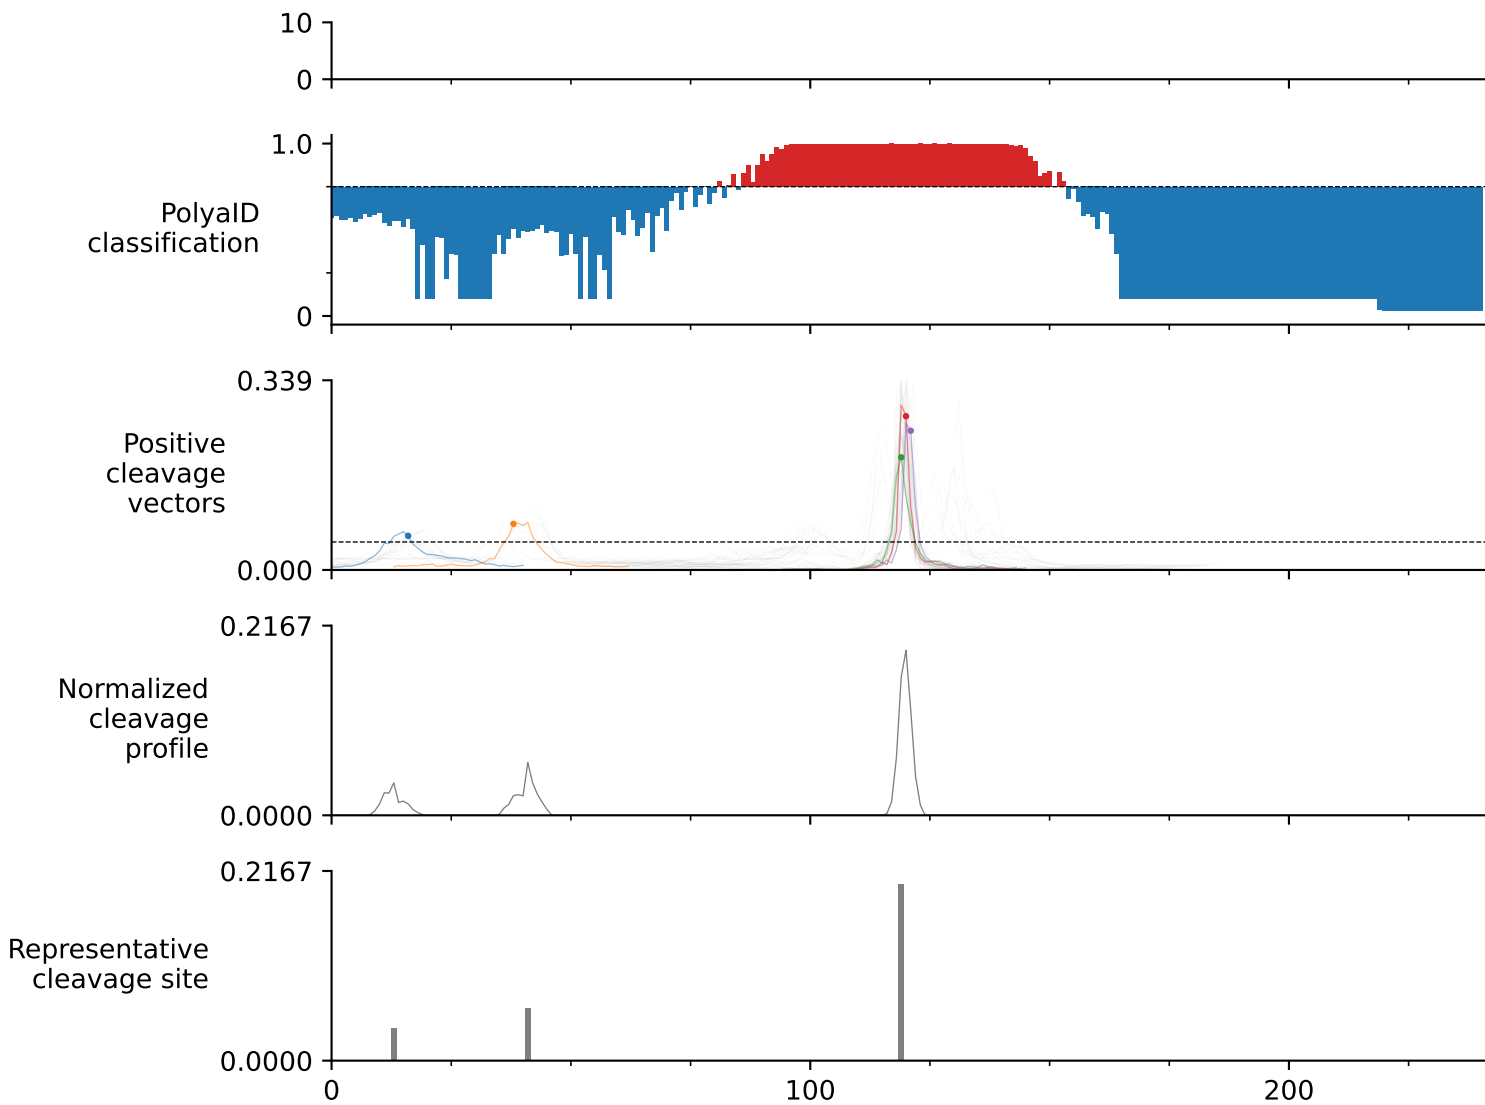 10
0
1.0
PolyaID
classification
0
0.339
Positive
cleavage
vectors
0.000
0.2167
Normalized
cleavage
profile
0.0000
0.2167
Representative
cleavage site
0.0000
0 100 200